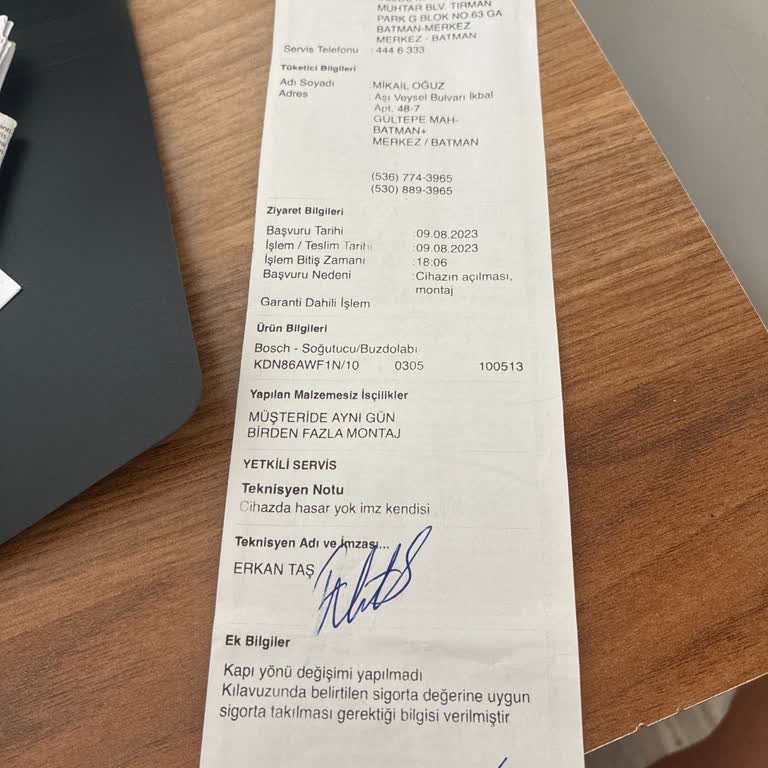 MUHTAR BLV. TIRMAN
PARK G BLOK NO.63 GA
BATMAN-MERKEZ
MERKEZ - BATMAN
Servis Telefonu : 444 6 333
Tüketici Bilgileri
Adı Soyadı : MİKAİL OĞUZ
Adres : Aşı Veysel Bulvarı İkbal
Apt. 48-7
GÜLTEPE MAH-
BATMAN+
MERKEZ / BATMAN
(536) 774-3965
(530) 889-3965
Ziyaret Bilgileri
Başvuru Tarihi : 09.08.2023
İşlem / Teslim Tarihi : 09.08.2023
İşlem Bitiş Zamanı : 18:06
Başvuru Nedeni : Cihazın açılması,
montaj
Garanti Dahili İşlem
Ürün Bilgileri
Bosch - Soğutucu/Buzdolabı
KDN86AWF1N/10 0305 100513
Yapılan Malzemesiz İşçilikler
MÜŞTERİDE AYNI GÜN
BİRDEN FAZLA MONTAJ
YETKİLİ SERVİS
Teknisyen Notu
Cihazda hasar yok imz kendisi
Teknisyen Adı ve İmzası...
ERKAN TAŞ
Ek Bilgiler
Kapı yönü değişimi yapılmadı
Kılavuzunda belirtilen sigorta değerine uygun
sigorta takılması gerektiği bilgisi verilmiştir